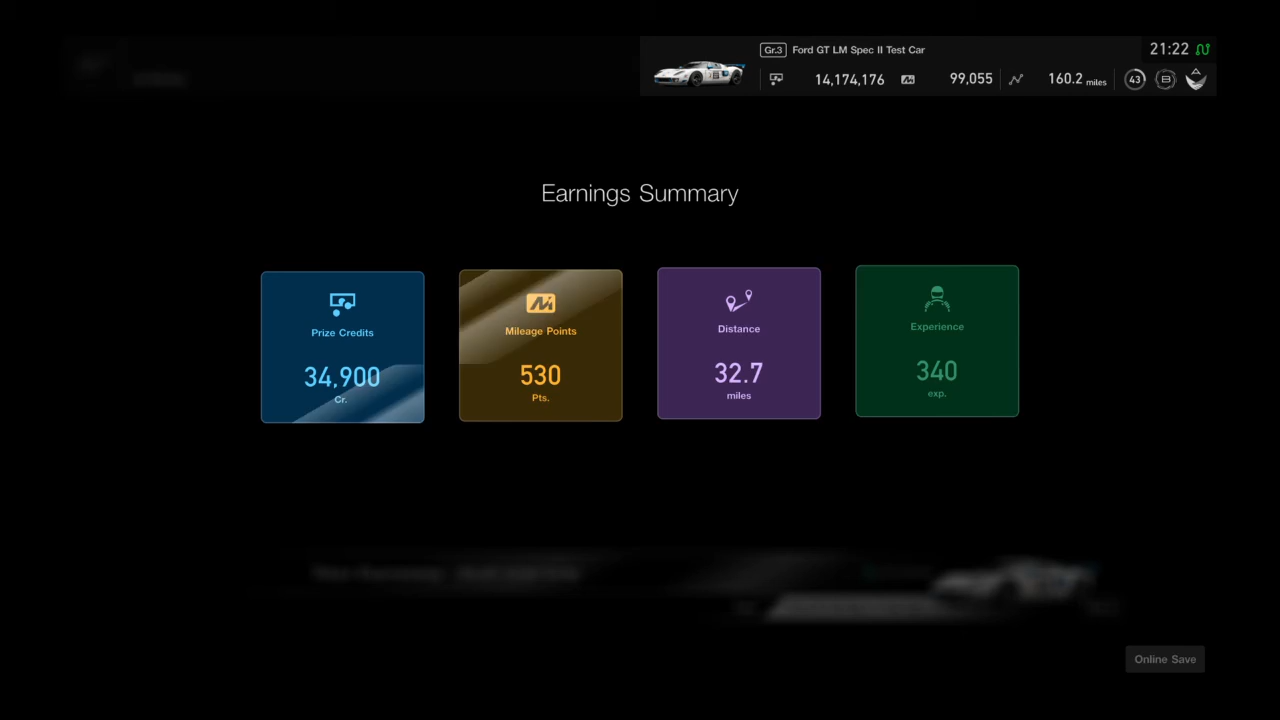 Gr.3 Ford GT LM Spec II Test Car 21:22
14,174,176 99,055 160.2 miles 43 B
Earnings Summary
Prize Credits
34,900
Cr.
Mileage Points
530
Pts.
Distance
32.7
miles
Experience
340
exp.
Online Save